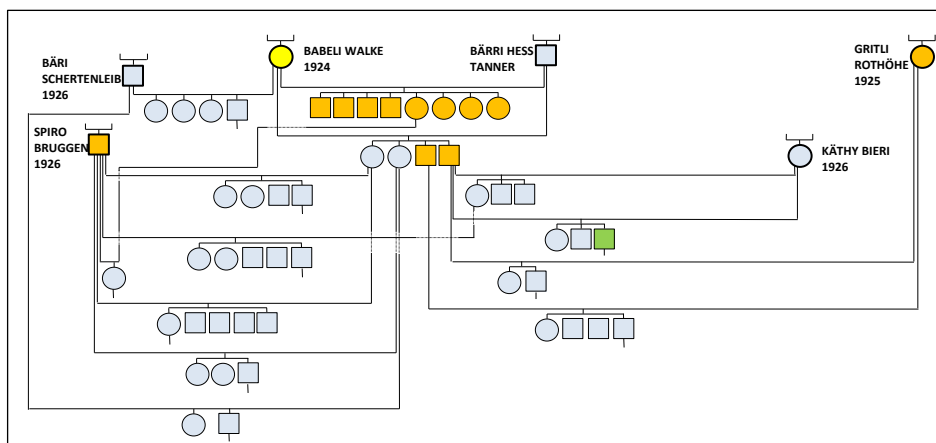 BÄRI
SCHERTENLEIB
1926
BABELI WALKE
1924
BÄRRI HESS
TANNER
GRITLI
ROTHÖHE
1925
SPIRO
BRUGGEN
1926
KÄTHY BIERI
1926